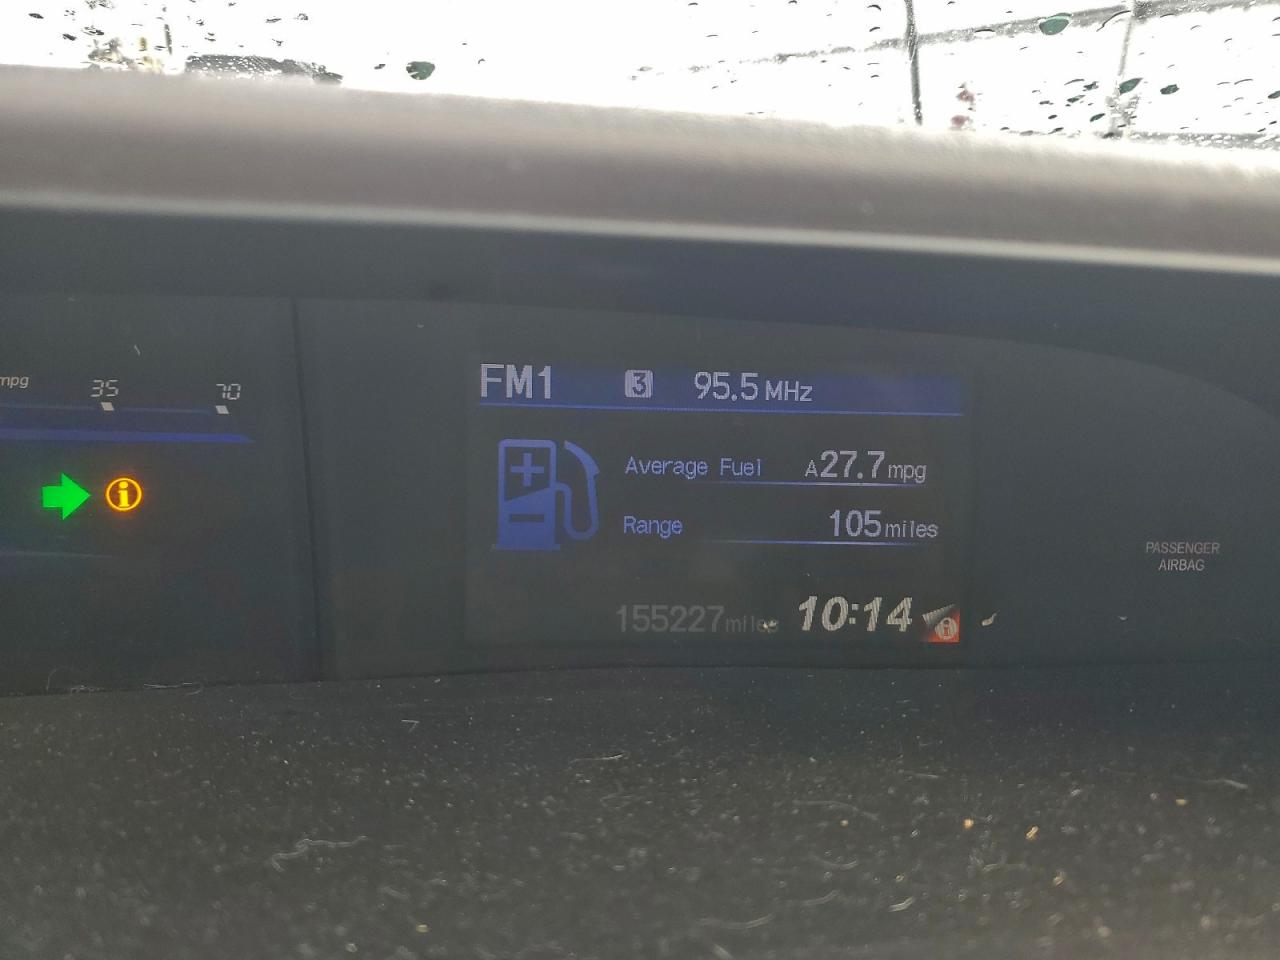 FM1 3 95.5 MHz
mpg 35 70
Average Fuel A27.7 mpg
Range 105 miles
PASSENGER
AIRBAG
155227 miles 10:14